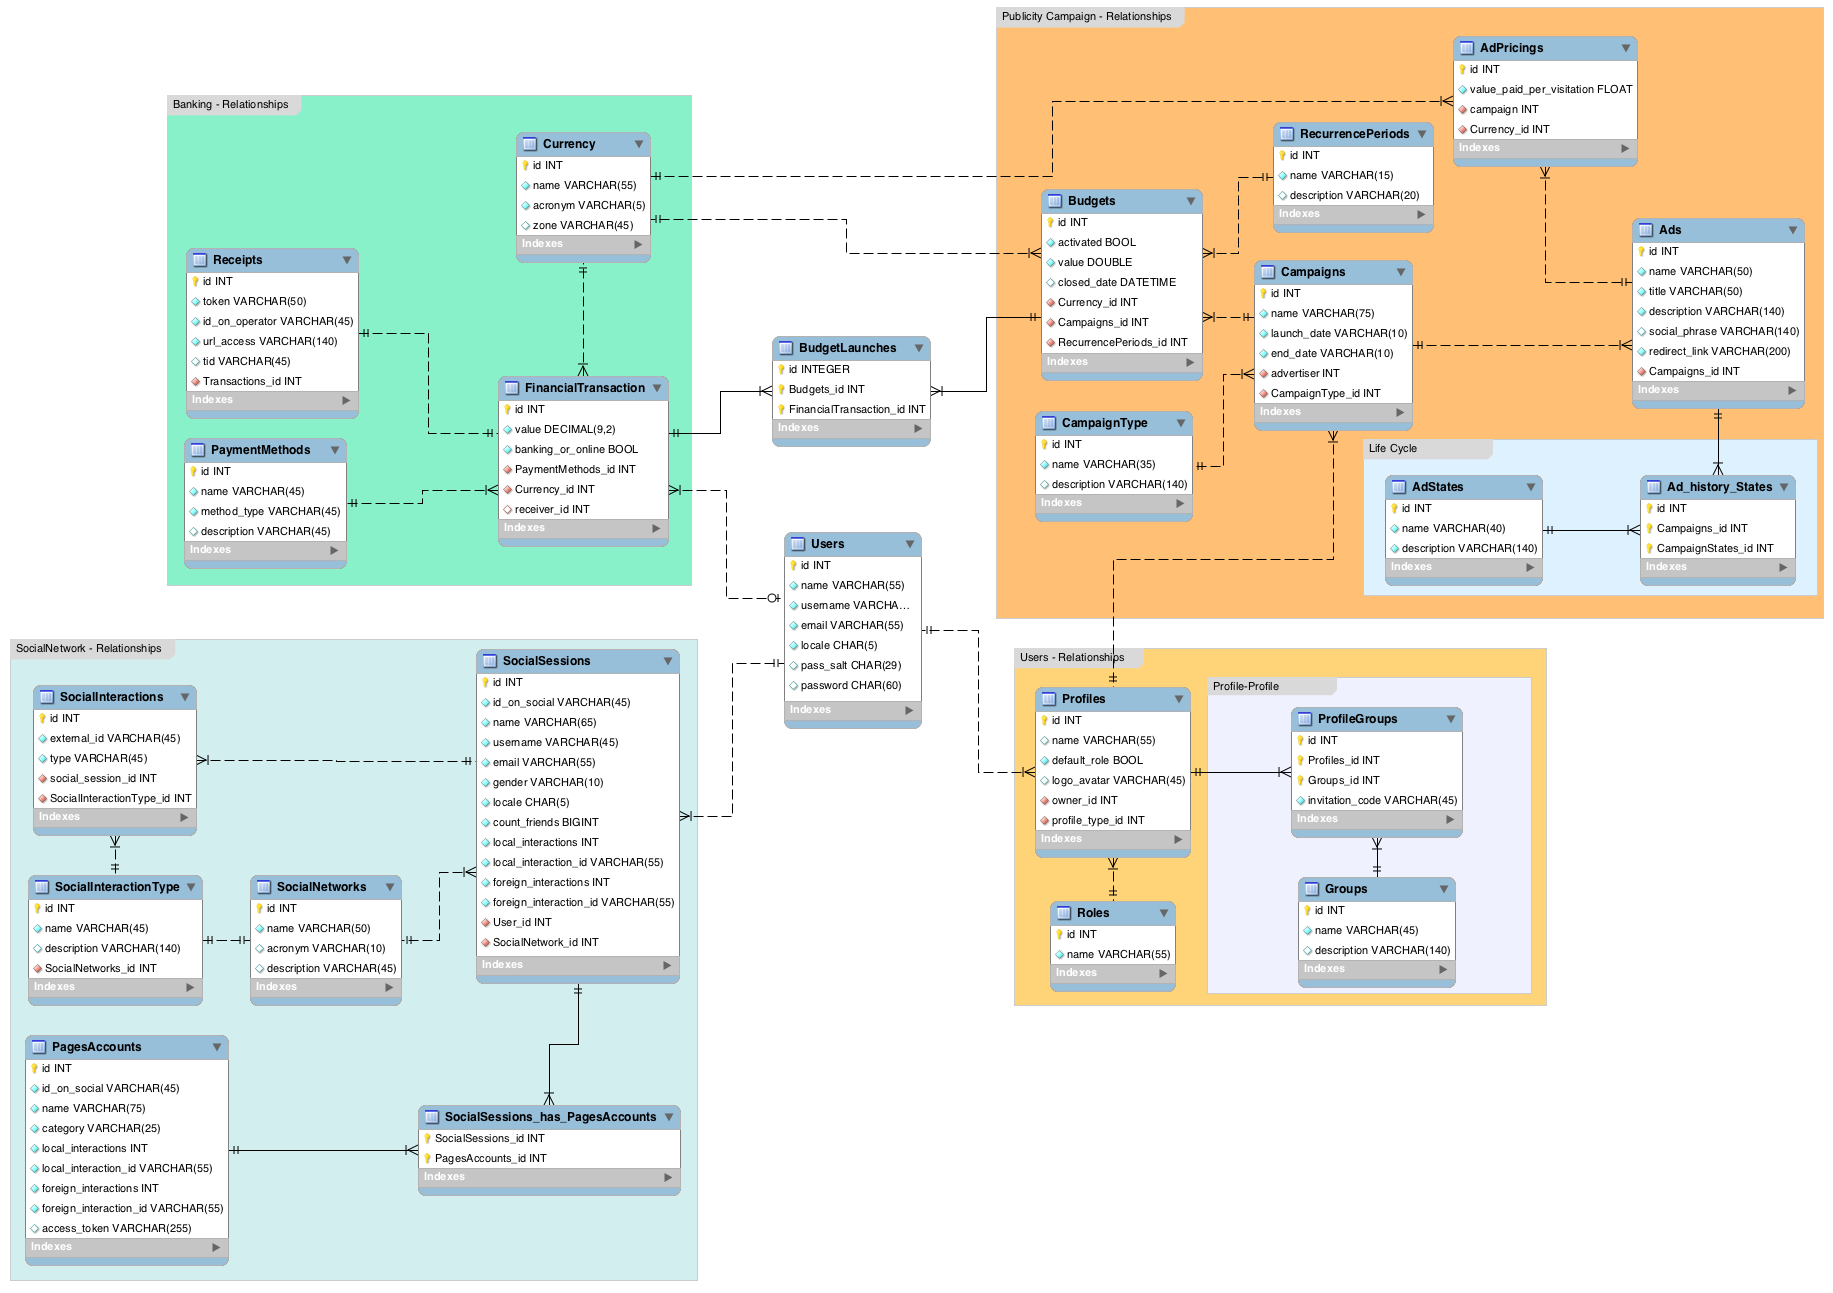 Publicity Campaign - Relationships
AdPricings
id INT
value_paid_per_visitation FLOAT
campaign INT
Currency_id INT
Indexes
RecurrencePeriods
id INT
name VARCHAR(15)
description VARCHAR(20)
Indexes
Budgets
id INT
activated BOOL
value DOUBLE
closed_date DATETIME
Currency_id INT
Campaigns_id INT
RecurrencePeriods_id INT
Indexes
Campaigns
id INT
name VARCHAR(75)
launch_date VARCHAR(10)
end_date VARCHAR(10)
advertiser INT
CampaignType_id INT
Indexes
Ads
id INT
name VARCHAR(50)
title VARCHAR(50)
description VARCHAR(140)
social_phrase VARCHAR(140)
redirect_link VARCHAR(200)
Campaigns_id INT
Indexes
CampaignType
id INT
name VARCHAR(35)
description VARCHAR(140)
Indexes
Life Cycle
AdStates
id INT
name VARCHAR(40)
description VARCHAR(140)
Indexes
Ad_history_States
id INT
Campaigns_id INT
CampaignStates_id INT
Indexes
Banking - Relationships
Currency
id INT
name VARCHAR(55)
acronym VARCHAR(5)
zone VARCHAR(45)
Indexes
Receipts
id INT
token VARCHAR(50)
id_on_operator VARCHAR(45)
url_access VARCHAR(140)
tid VARCHAR(45)
Transactions_id INT
Indexes
FinancialTransaction
id INT
value DECIMAL(9,2)
banking_or_online BOOL
PaymentMethods_id INT
Currency_id INT
receiver_id INT
Indexes
PaymentMethods
id INT
name VARCHAR(45)
method_type VARCHAR(45)
description VARCHAR(45)
Indexes
BudgetLaunches
id INTEGER
Budgets_id INT
FinancialTransaction_id INT
Indexes
Users
id INT
name VARCHAR(55)
username VARCHA...
email VARCHAR(55)
locale CHAR(5)
pass_salt CHAR(29)
password CHAR(60)
Indexes
SocialNetwork - Relationships
SocialInteractions
id INT
external_id VARCHAR(45)
type VARCHAR(45)
social_session_id INT
SocialInteractionType_id INT
Indexes
SocialSessions
id INT
id_on_social VARCHAR(45)
name VARCHAR(65)
username VARCHAR(45)
email VARCHAR(55)
gender VARCHAR(10)
locale CHAR(5)
count_friends BIGINT
local_interactions INT
local_interaction_id VARCHAR(55)
foreign_interactions INT
foreign_interaction_id VARCHAR(55)
User_id INT
SocialNetwork_id INT
Indexes
SocialInteractionType
id INT
name VARCHAR(45)
description VARCHAR(140)
SocialNetworks_id INT
Indexes
SocialNetworks
id INT
name VARCHAR(50)
acronym VARCHAR(10)
description VARCHAR(45)
Indexes
PagesAccounts
id INT
id_on_social VARCHAR(45)
name VARCHAR(75)
category VARCHAR(25)
local_interactions INT
local_interaction_id VARCHAR(55)
foreign_interactions INT
foreign_interaction_id VARCHAR(55)
access_token VARCHAR(255)
Indexes
SocialSessions_has_PagesAccounts
SocialSessions_id INT
PagesAccounts_id INT
Indexes
Users - Relationships
Profiles
id INT
name VARCHAR(55)
default_role BOOL
logo_avatar VARCHAR(45)
owner_id INT
profile_type_id INT
Indexes
Roles
id INT
name VARCHAR(55)
Indexes
Profile-Profile
ProfileGroups
id INT
Profiles_id INT
Groups_id INT
invitation_code VARCHAR(45)
Indexes
Groups
id INT
name VARCHAR(45)
description VARCHAR(140)
Indexes